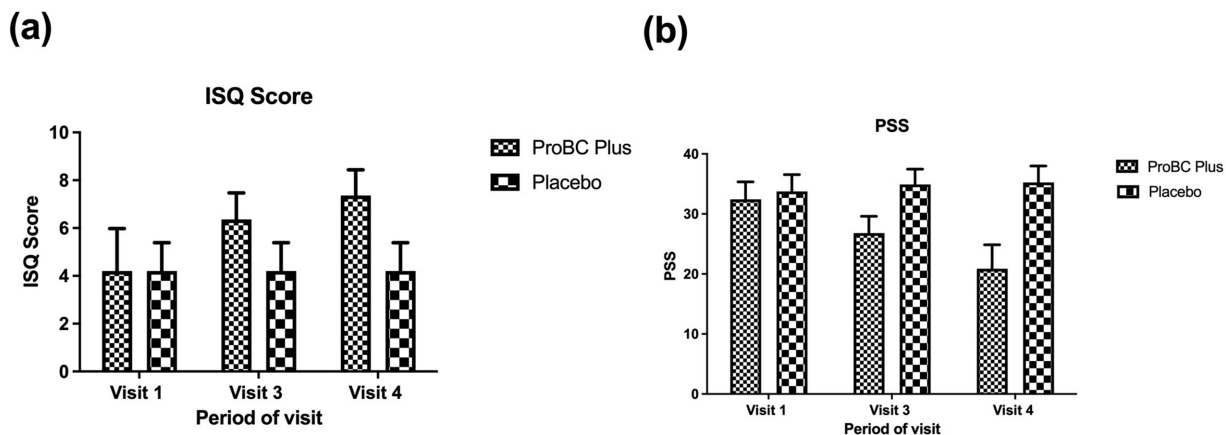 (a)
ISQ Score
ISQ Score
10
8
6
4
2
0
Visit 1
Visit 3
Visit 4
Period of visit
ProBC Plus
Placebo
(b)
PSS
PSS
40
30
20
10
0
Visit 1
Visit 3
Visit 4
Period of visit
ProBC Plus
Placebo